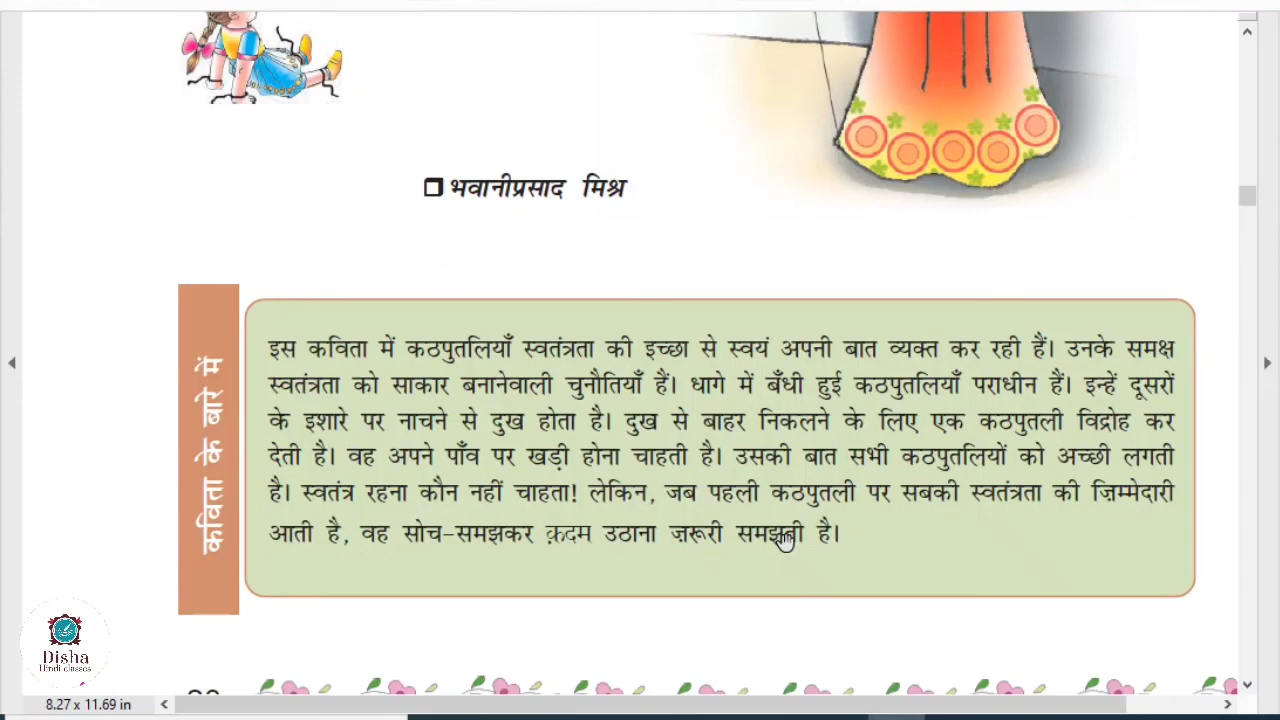 ❒ भवानीप्रसाद मिश्र
कविता के बारे में
इस कविता में कठपुतलियाँ स्वतंत्रता की इच्छा से स्वयं अपनी बात व्यक्त कर रही हैं। उनके समक्ष
स्वतंत्रता को साकार बनानेवाली चुनौतियाँ हैं। धागे में बँधी हुई कठपुतलियाँ पराधीन हैं। इन्हें दूसरों
के इशारे पर नाचने से दुख होता है। दुख से बाहर निकलने के लिए एक कठपुतली विद्रोह कर
देती है। वह अपने पाँव पर खड़ी होना चाहती है। उसकी बात सभी कठपुतलियों को अच्छी लगती
है। स्वतंत्र रहना कौन नहीं चाहता! लेकिन, जब पहली कठपुतली पर सबकी स्वतंत्रता की ज़िम्मेदारी
आती है, वह सोच-समझकर क़दम उठाना ज़रूरी समझती है।
Disha
Hindi classes
8.27 x 11.69 in